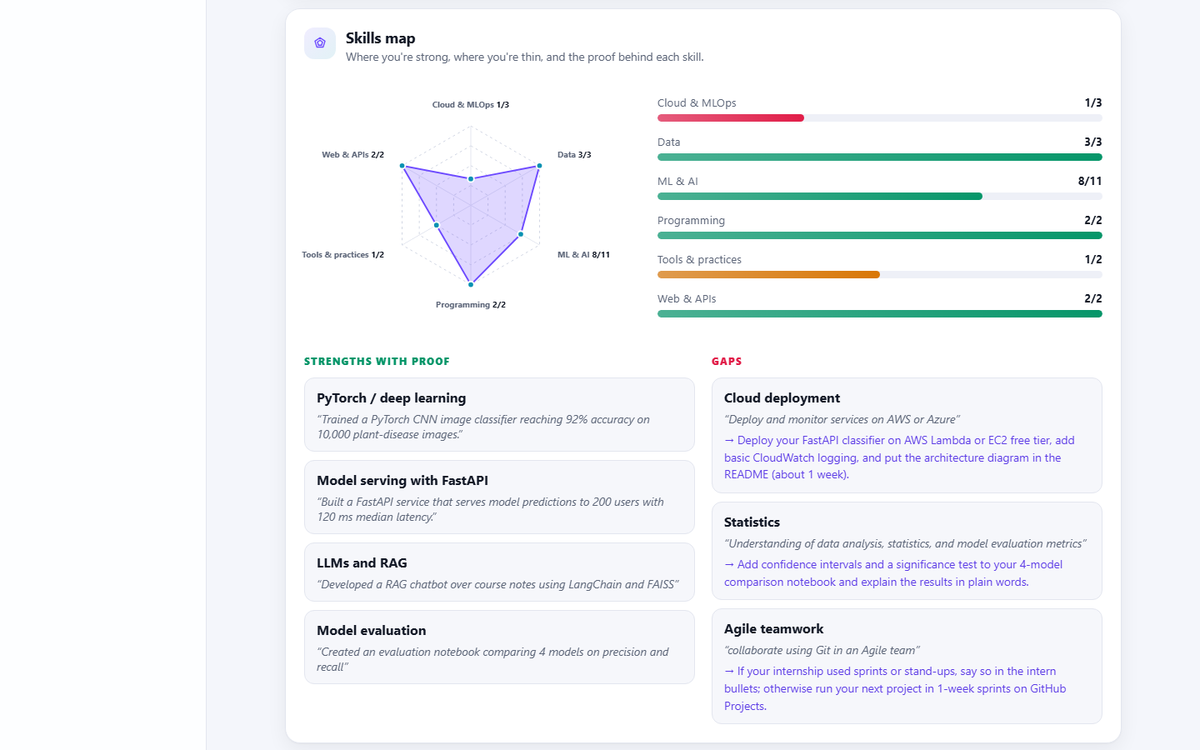 Skills map
Where you're strong, where you're thin, and the proof behind each skill.
Cloud & MLOps 1/3
Web & APIs 2/2
Data 3/3
Tools & practices 1/2
ML & AI 8/11
Programming 2/2
Cloud & MLOps 1/3
Data 3/3
ML & AI 8/11
Programming 2/2
Tools & practices 1/2
Web & APIs 2/2
STRENGTHS WITH PROOF
PyTorch / deep learning
“Trained a PyTorch CNN image classifier reaching 92% accuracy on
10,000 plant-disease images.”
Model serving with FastAPI
“Built a FastAPI service that serves model predictions to 200 users with
120 ms median latency.”
LLMs and RAG
“Developed a RAG chatbot over course notes using LangChain and FAISS”
Model evaluation
“Created an evaluation notebook comparing 4 models on precision and
recall”
GAPS
Cloud deployment
“Deploy and monitor services on AWS or Azure”
→ Deploy your FastAPI classifier on AWS Lambda or EC2 free tier, add
basic CloudWatch logging, and put the architecture diagram in the
README (about 1 week).
Statistics
“Understanding of data analysis, statistics, and model evaluation metrics”
→ Add confidence intervals and a significance test to your 4-model
comparison notebook and explain the results in plain words.
Agile teamwork
“collaborate using Git in an Agile team”
→ If your internship used sprints or stand-ups, say so in the intern
bullets; otherwise run your next project in 1-week sprints on GitHub
Projects.